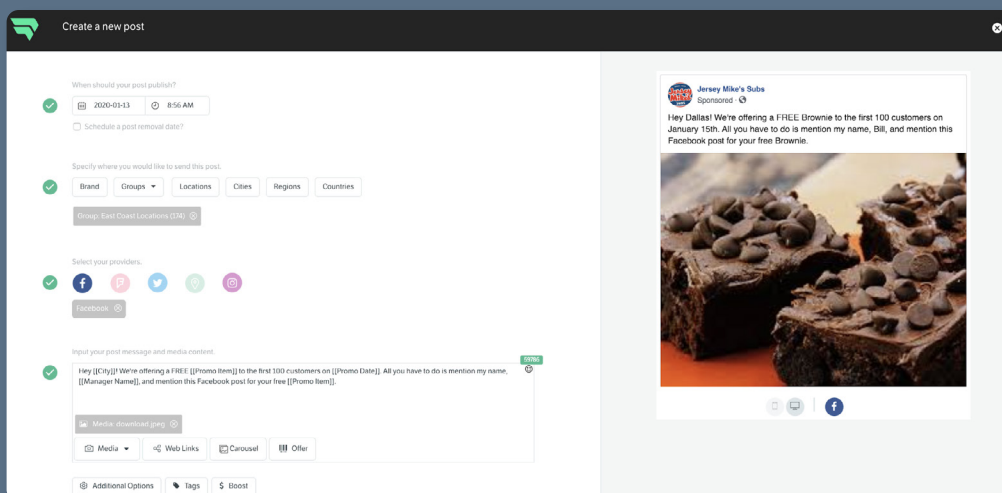 Create a new post
When should your post publish?
2020-01-13
8:56 AM
Schedule a post removal date?
Specify where you would like to send this post.
Brand
Groups
Locations
Cities
Regions
Countries
Group: East Coast Locations (174)
Select your providers.
Facebook
Input your post message and media content.
59786
Hey [[City]]! We're offering a FREE [[Promo Item]] to the first 100 customers on [[Promo Date]]. All you have to do is mention my name,
[[Manager Name]], and mention this Facebook post for your free [[Promo Item]].
Media: download.jpeg
Media
Web Links
Carousel
Offer
Additional Options
Tags
$ Boost
Jersey Mike's Subs
Sponsored ·
Hey Dallas! We're offering a FREE Brownie to the first 100 customers on
January 15th. All you have to do is mention my name, Bill, and mention this
Facebook post for your free Brownie.